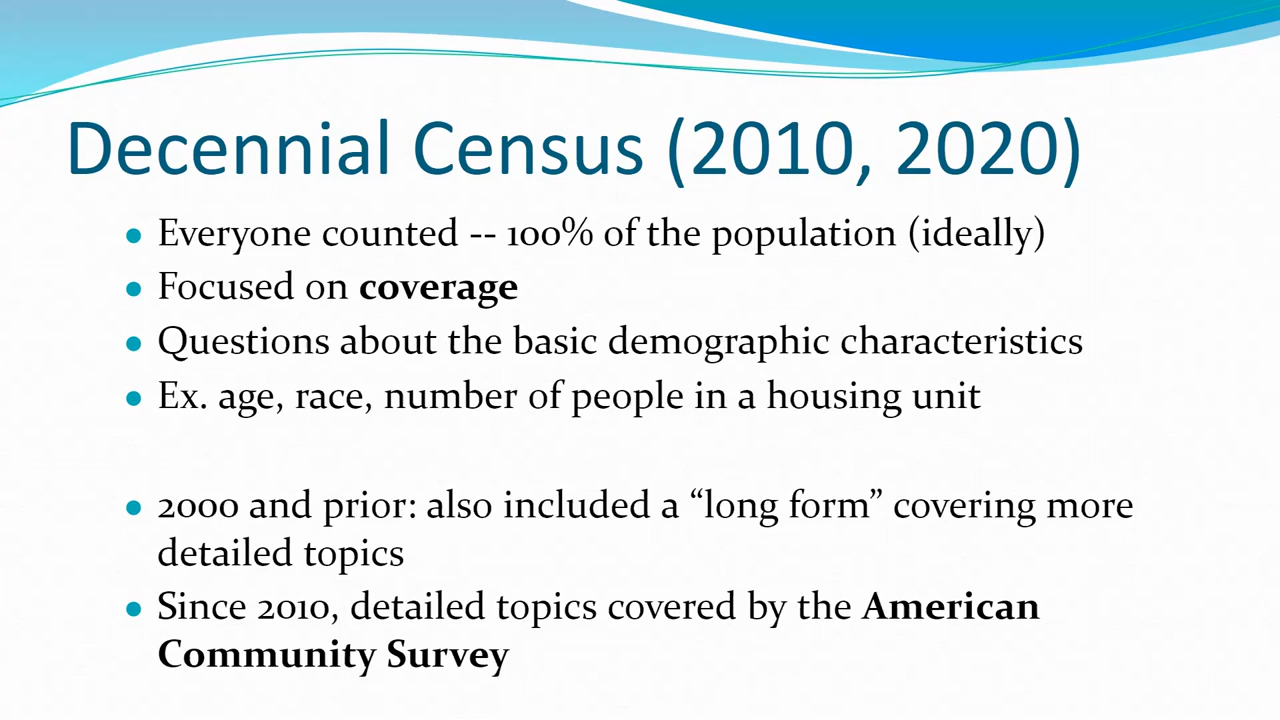 Decennial Census (2010, 2020)
● Everyone counted -- 100% of the population (ideally)
● Focused on coverage
● Questions about the basic demographic characteristics
● Ex. age, race, number of people in a housing unit
● 2000 and prior: also included a “long form” covering more
detailed topics
● Since 2010, detailed topics covered by the American
Community Survey